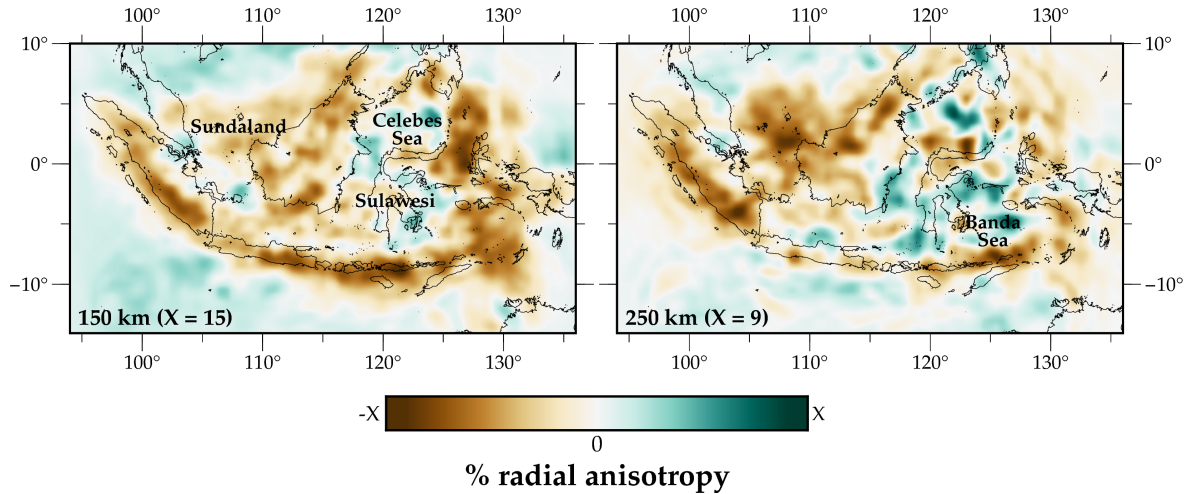 100° 110° 120° 130° 100° 110° 120° 130°
10° 10°
Sundaland
Celebes
Sea
0° 0°
Sulawesi
Banda
Sea
−10° −10°
150 km (X = 15) 250 km (X = 9)
100° 110° 120° 130° 100° 110° 120° 130°
-X X
0
% radial anisotropy